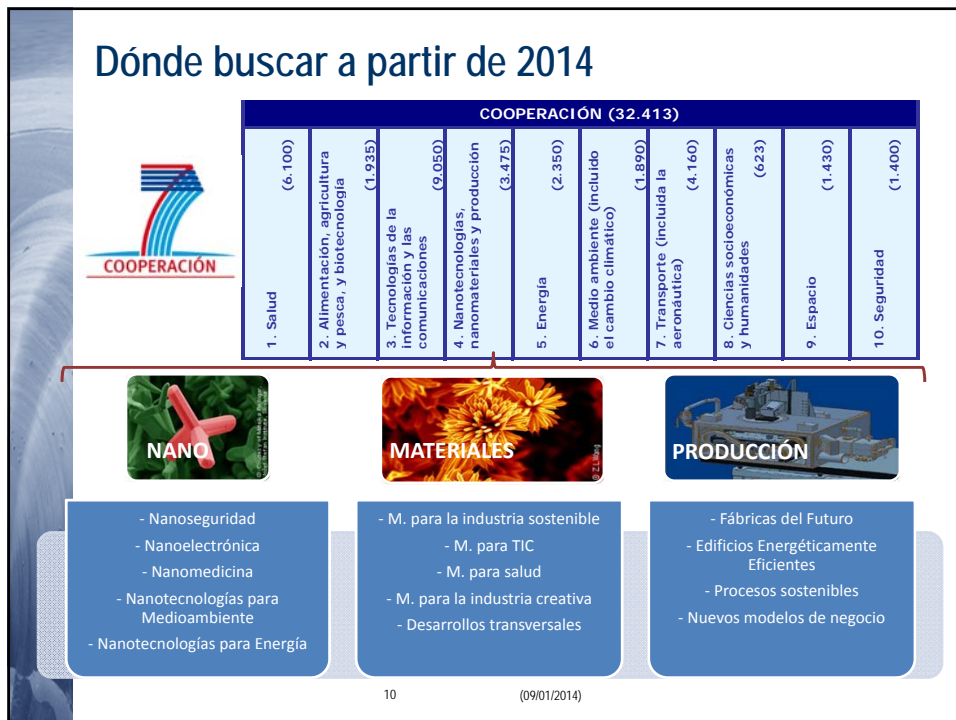 Dónde buscar a partir de 2014
COOPERACIÓN (32.413)
7
COOPERACIÓN
1. Salud
(6.100)
2. Alimentación, agricultura
y pesca, y biotecnología
(1.935)
3. Tecnologías de la
información y las
comunicaciones
(9.050)
4. Nanotecnologías,
nanomateriales y producción
(3.475)
5. Energía
(2.350)
6. Medio ambiente (incluido
el cambio climático)
(1.890)
7. Transporte (incluida la
aeronáutica)
(4.160)
8. Ciencias socioeconómicas
y humanidades
(623)
9. Espacio
(1.430)
10. Seguridad
(1.400)
NANO
MATERIALES
© Z.L.Wang
PRODUCCIÓN
- Nanoseguridad
- Nanoelectrónica
- Nanomedicina
- Nanotecnologías para
Medioambiente
- Nanotecnologías para Energía
- M. para la industria sostenible
- M. para TIC
- M. para salud
- M. para la industria creativa
- Desarrollos transversales
- Fábricas del Futuro
- Edificios Energéticamente
Eficientes
- Procesos sostenibles
- Nuevos modelos de negocio
10
(09/01/2014)